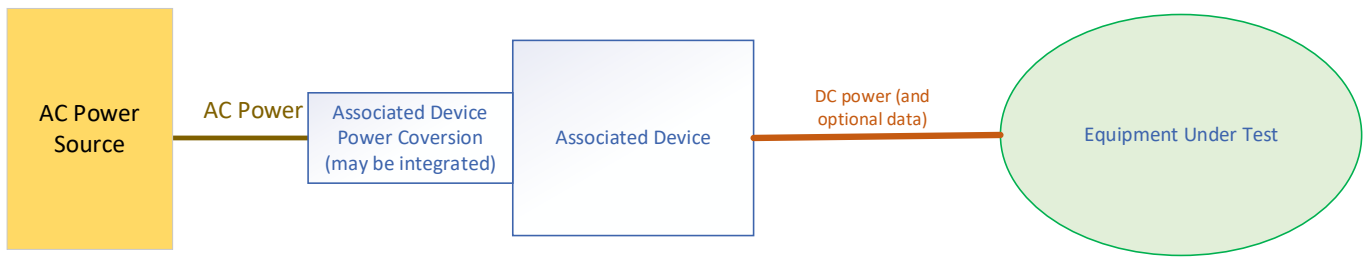 AC Power
Source
AC Power
Associated Device
Power Coversion
(may be integrated)
Associated Device
DC power (and
optional data)
Equipment Under Test